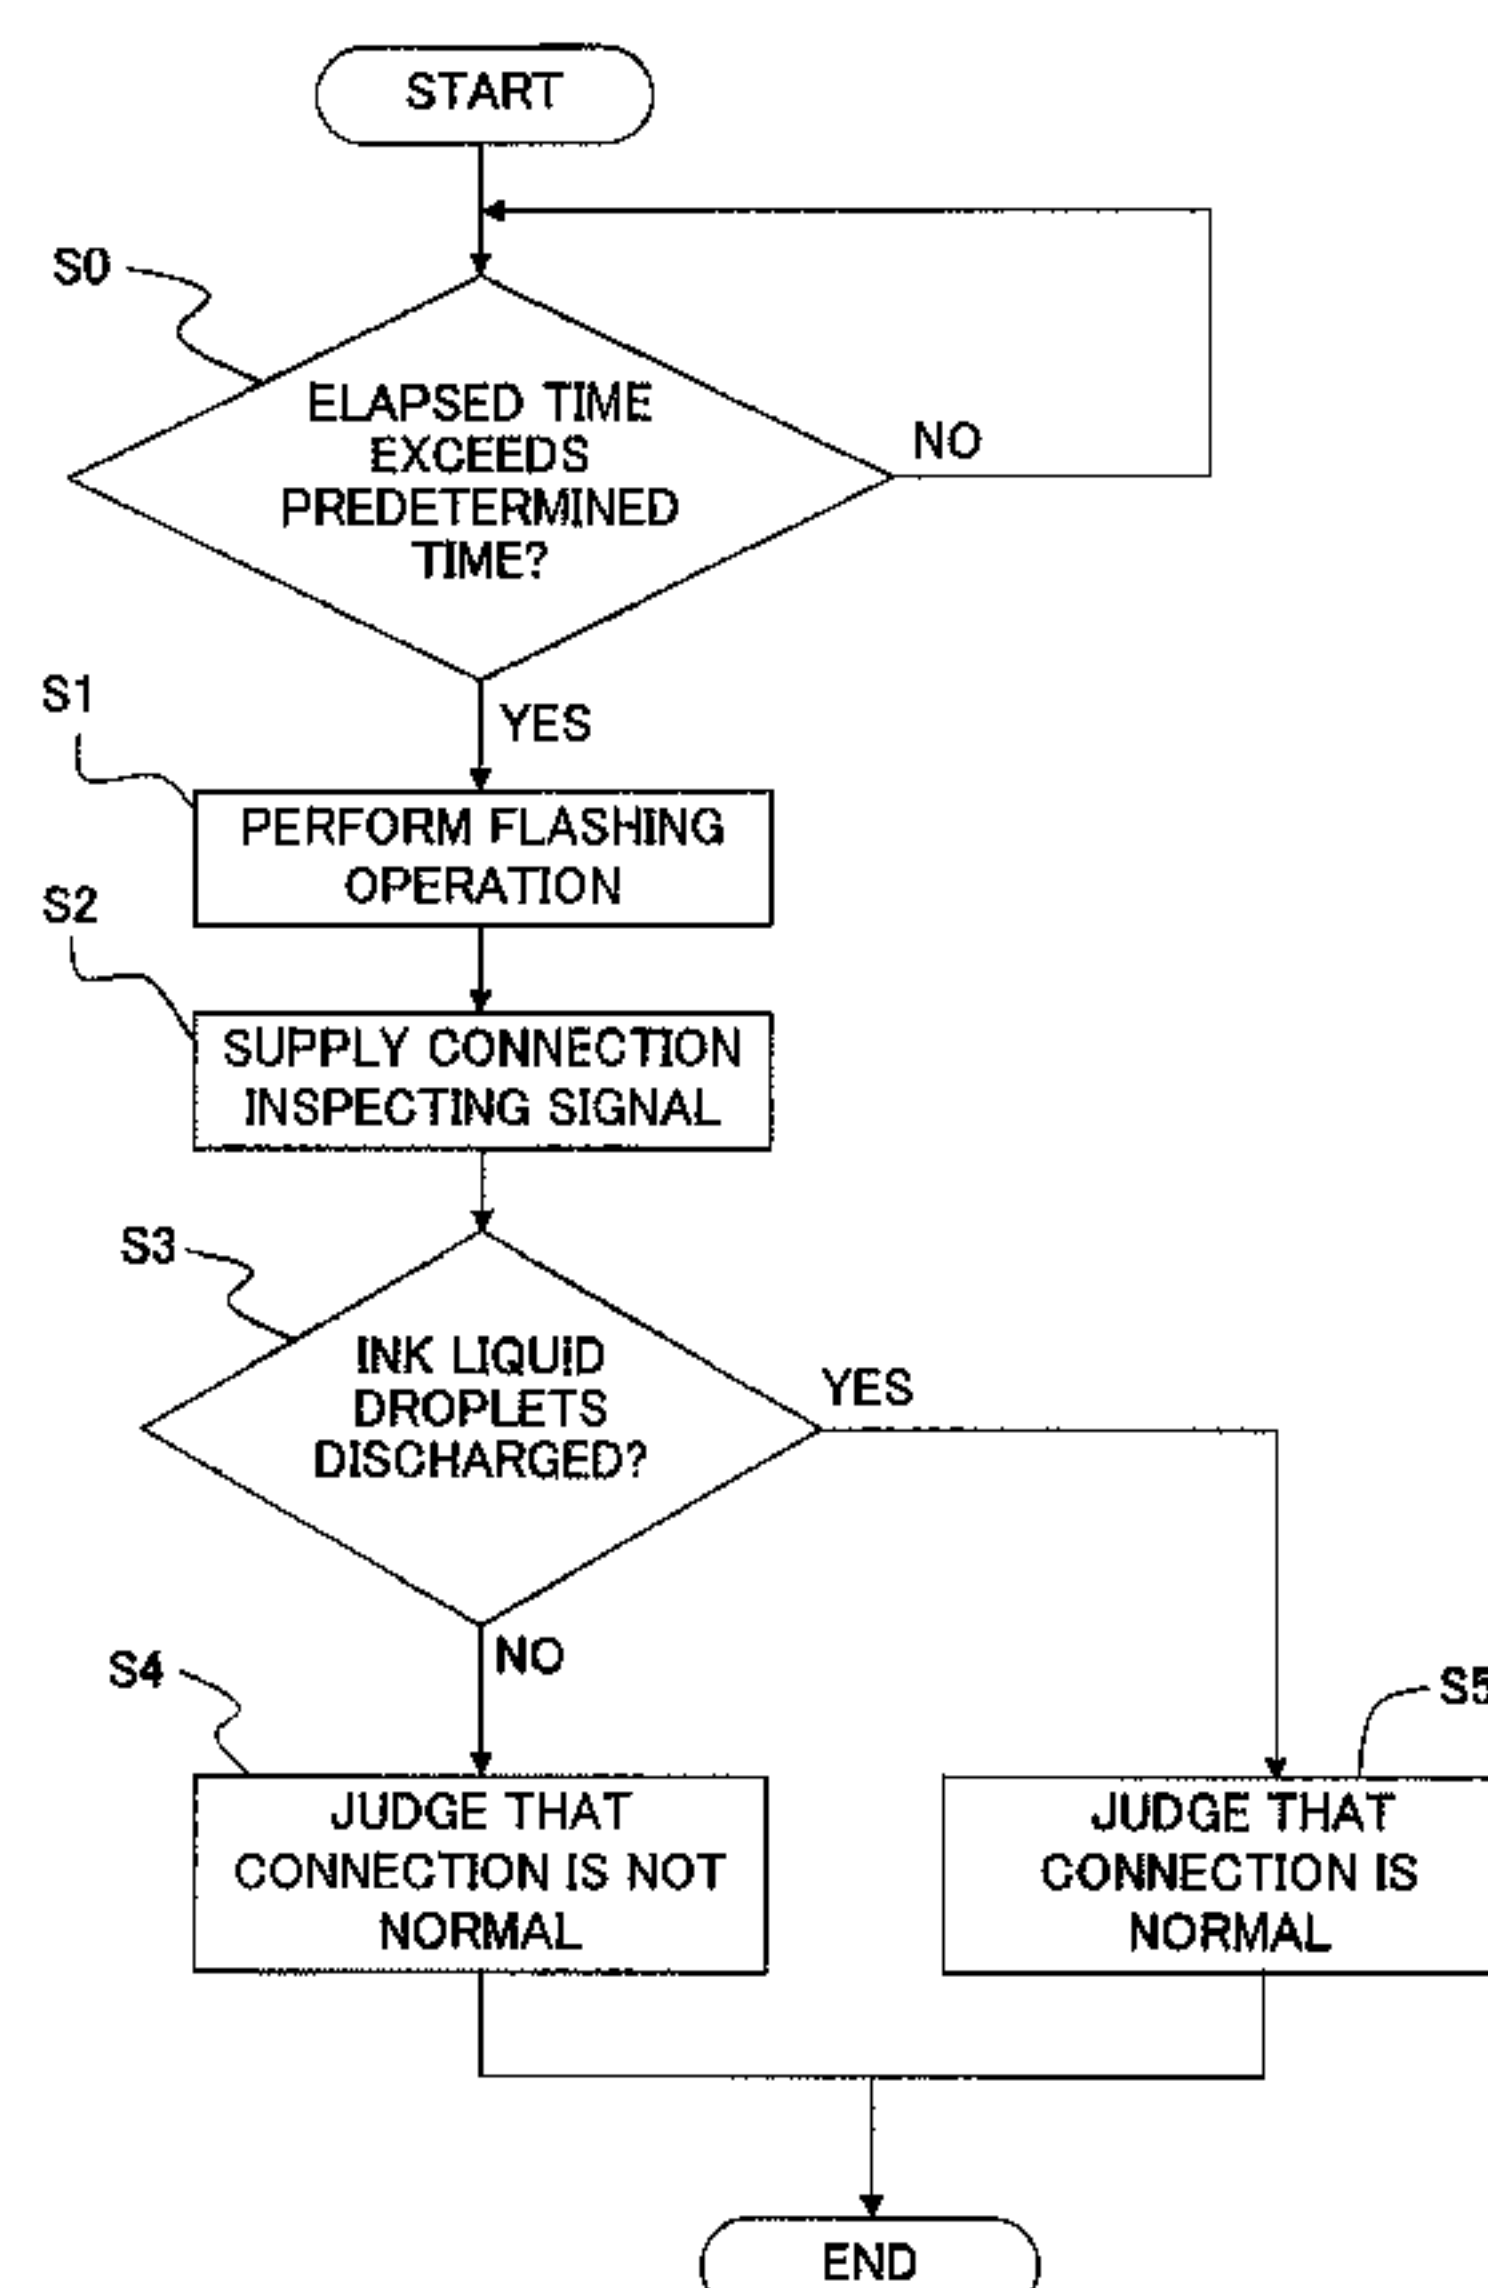 START
S0
ELAPSED TIME
EXCEEDS
PREDETERMINED
TIME?
NO
YES
S1
PERFORM FLASHING
OPERATION
S2
SUPPLY CONNECTION
INSPECTING SIGNAL
S3
INK LIQUID
DROPLETS
DISCHARGED?
YES
NO
S4
JUDGE THAT
CONNECTION IS NOT
NORMAL
S5
JUDGE THAT
CONNECTION IS
NORMAL
END